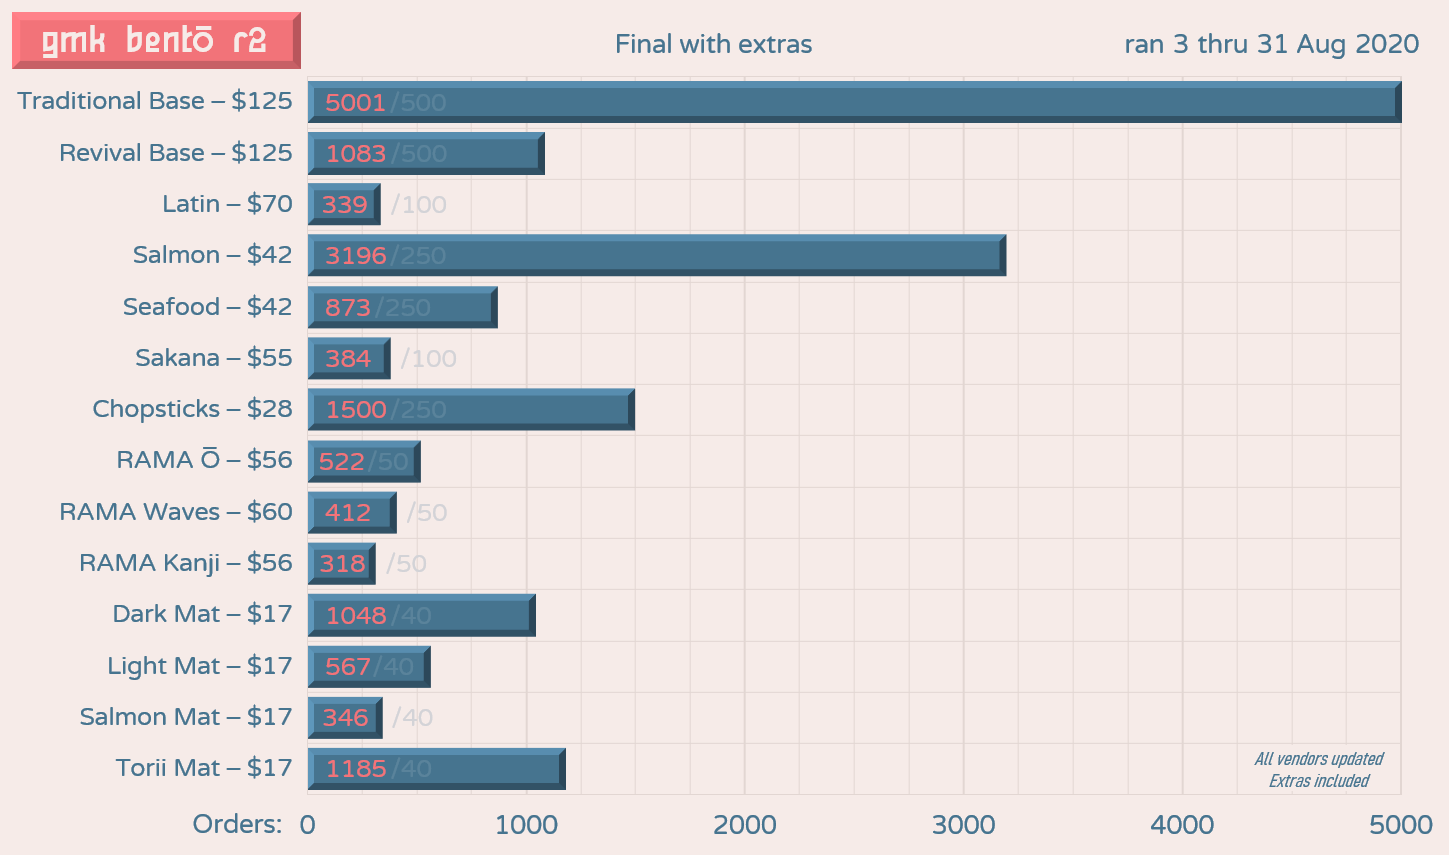 gmk bentō r2
Final with extras
ran 3 thru 31 Aug 2020
Traditional Base – $125 5001/500
Revival Base – $125 1083/500
Latin – $70 339 /100
Salmon – $42 3196/250
Seafood – $42 873/250
Sakana – $55 384 /100
Chopsticks – $28 1500/250
RAMA Ō – $56 522/50
RAMA Waves – $60 412 /50
RAMA Kanji – $56 318 /50
Dark Mat – $17 1048/40
Light Mat – $17 567/40
Salmon Mat – $17 346 /40
Torii Mat – $17 1185/40
All vendors updated
Extras included
Orders: 0 1000 2000 3000 4000 5000